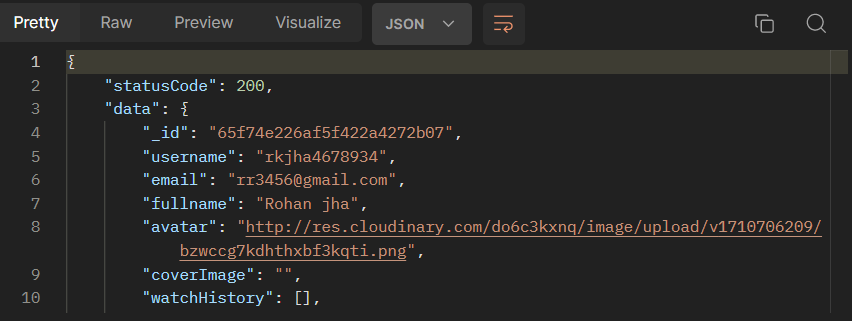 Pretty Raw Preview Visualize JSON
1 {
2 "statusCode": 200,
3 "data": {
4 "_id": "65f74e226af5f422a4272b07",
5 "username": "rkjha4678934",
6 "email": "rr3456@gmail.com",
7 "fullname": "Rohan jha",
8 "avatar": "http://res.cloudinary.com/do6c3kxnq/image/upload/v1710706209/
bzwccg7kdhthxbf3kqti.png",
9 "coverImage": "",
10 "watchHistory": [],